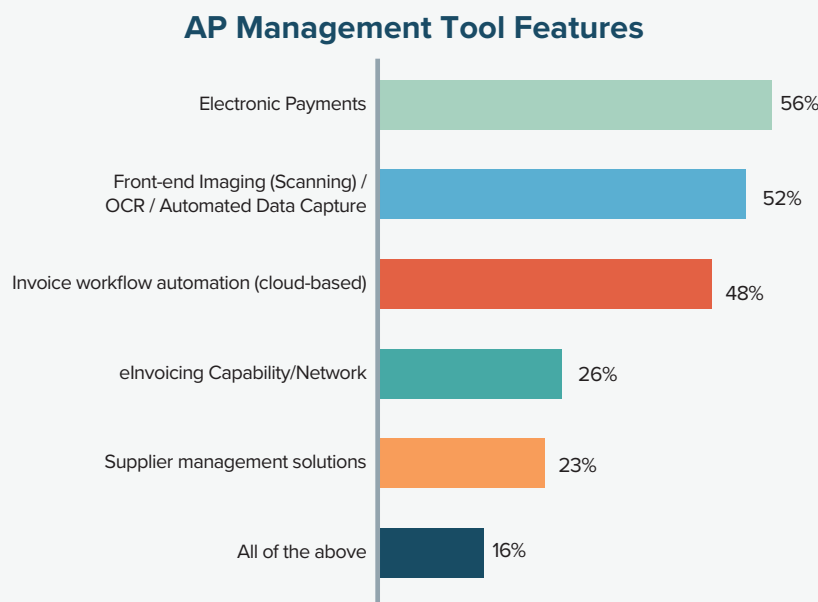 AP Management Tool Features
Electronic Payments
56%
Front-end Imaging (Scanning) /
OCR / Automated Data Capture
52%
Invoice workflow automation (cloud-based)
48%
eInvoicing Capability/Network
26%
Supplier management solutions
23%
All of the above
16%